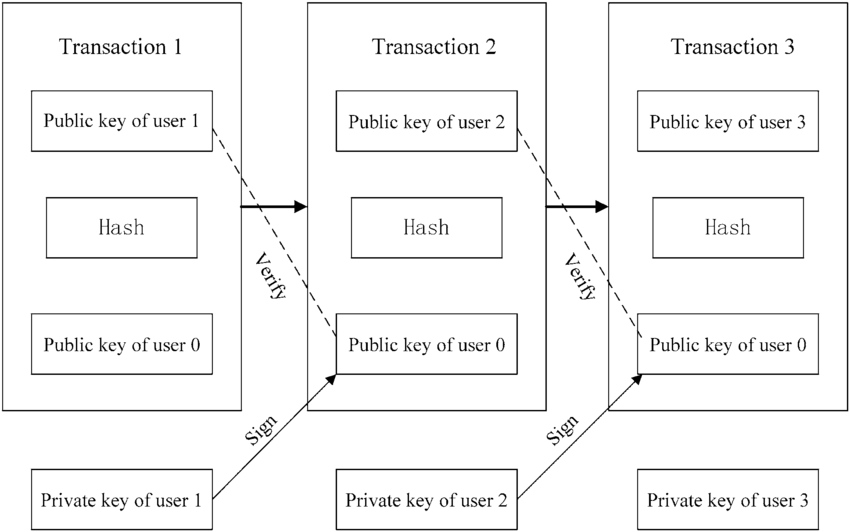 Transaction 1
Transaction 2
Transaction 3
Public key of user 1
Public key of user 2
Public key of user 3
Hash
Hash
Hash
Verify
Verify
Public key of user 0
Public key of user 0
Public key of user 0
Sign
Sign
Private key of user 1
Private key of user 2
Private key of user 3